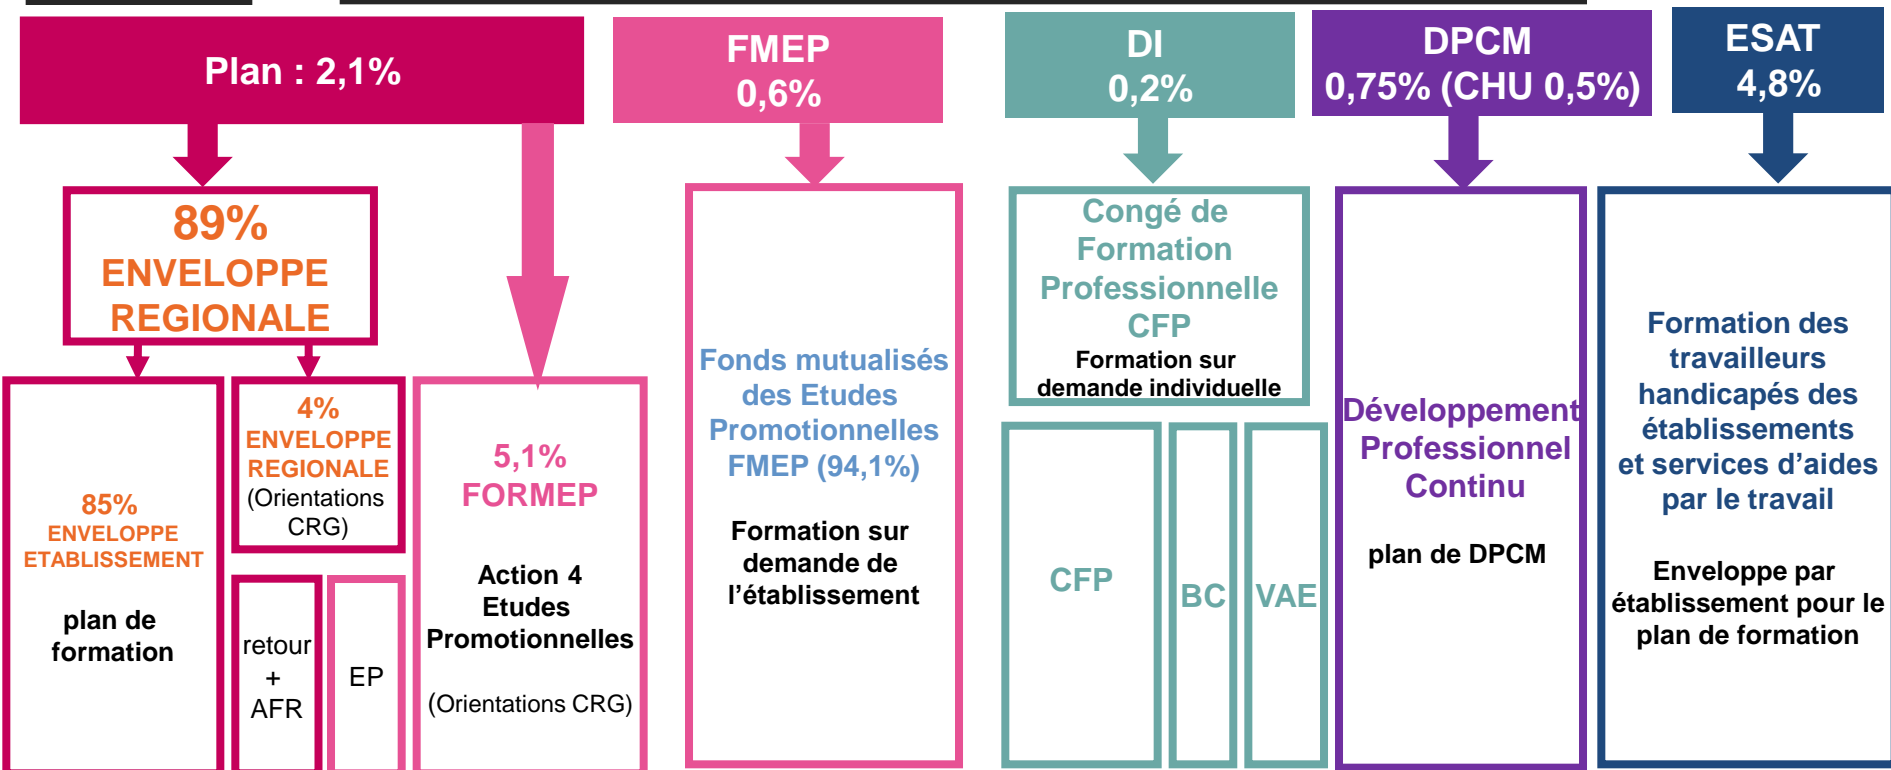 Plan : 2,1%
FMEP
0,6%
DI
0,2%
DPCM
0,75% (CHU 0,5%)
ESAT
4,8%
89%
ENVELOPPE
REGIONALE
85%
ENVELOPPE
ETABLISSEMENT
plan de
formation
4%
ENVELOPPE
REGIONALE
(Orientations
CRG)
retour
+
AFR
EP
5,1%
FORMEP
Action 4
Etudes
Promotionnelles
(Orientations CRG)
Fonds mutualisés
des Etudes
Promotionnelles
FMEP (94,1%)
Formation sur
demande de
l’établissement
Congé de
Formation
Professionnelle
CFP
Formation sur
demande individuelle
CFP
BC
VAE
Développement
Professionnel
Continu
plan de DPCM
Formation des
travailleurs
handicapés des
établissements
et services d’aides
par le travail
Enveloppe par
établissement pour le
plan de formation